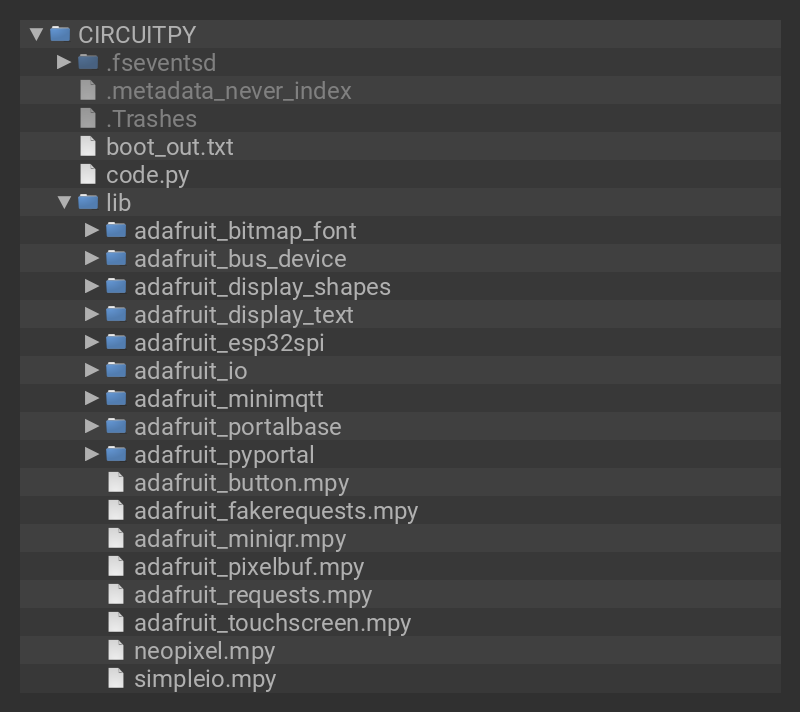 CIRCUITPY
.fseventsd
.metadata_never_index
.Trashes
boot_out.txt
code.py
lib
adafruit_bitmap_font
adafruit_bus_device
adafruit_display_shapes
adafruit_display_text
adafruit_esp32spi
adafruit_io
adafruit_minimqtt
adafruit_portalbase
adafruit_pyportal
adafruit_button.mpy
adafruit_fakerequests.mpy
adafruit_miniqr.mpy
adafruit_pixelbuf.mpy
adafruit_requests.mpy
adafruit_touchscreen.mpy
neopixel.mpy
simpleio.mpy